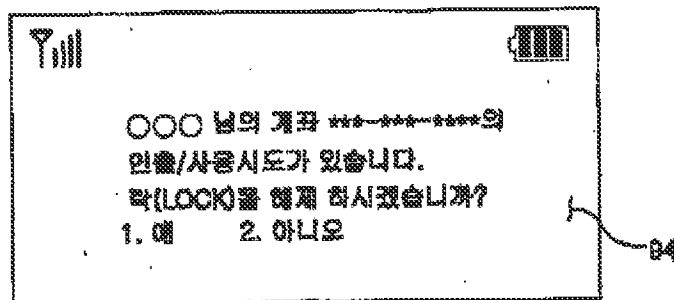 ○○○ 님의 계좌 ***-***-****의
인출/사용시도가 있습니다.
락(LOCK)을 해제 하시겠습니까?
1. 예 2. 아니오
94